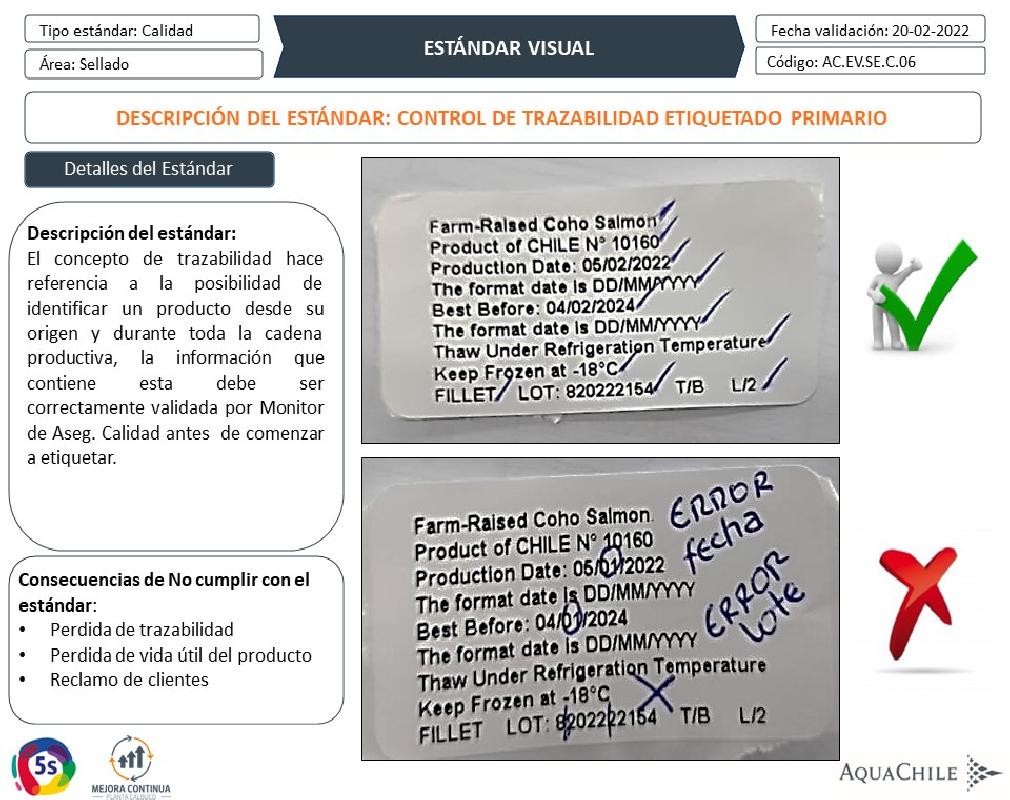 Tipo estándar: Calidad
Área: Sellado
ESTÁNDAR VISUAL
Fecha validación: 20-02-2022
Código: AC.EV.SE.C.06
DESCRIPCIÓN DEL ESTÁNDAR: CONTROL DE TRAZABILIDAD ETIQUETADO PRIMARIO
Detalles del Estándar
Descripción del estándar:
El concepto de trazabilidad hace
referencia a la posibilidad de
identificar un producto desde su
origen y durante toda la cadena
productiva, la información que
contiene esta debe ser
correctamente validada por Monitor
de Aseg. Calidad antes de comenzar
a etiquetar.
Consecuencias de No cumplir con el
estándar:
• Perdida de trazabilidad
• Perdida de vida útil del producto
• Reclamo de clientes
Farm-Raised Coho Salmon
Product of CHILE N° 10160
Production Date: 05/02/2022
The format date is DD/MM/YYYY
Best Before: 04/02/2024
The format date is DD/MM/YYYY
Thaw Under Refrigeration Temperature
Keep Frozen at -18°C
FILLET LOT: 820222154 T/B L/2
Farm-Raised Coho Salmon
Product of CHILE N° 10160
Production Date: 05/01/2022
The format date is DD/MM/YYYY
Best Before: 04/01/2024
The format date is DD/MM/YYYY
Thaw Under Refrigeration Temperature
Keep Frozen at -18°C
FILLET LOT: 820222154 T/B L/2
ERROR
fecha
ERROR
Lote
5s
MEJORA CONTINUA
PLANTA CALBUCO
AQUACHILE